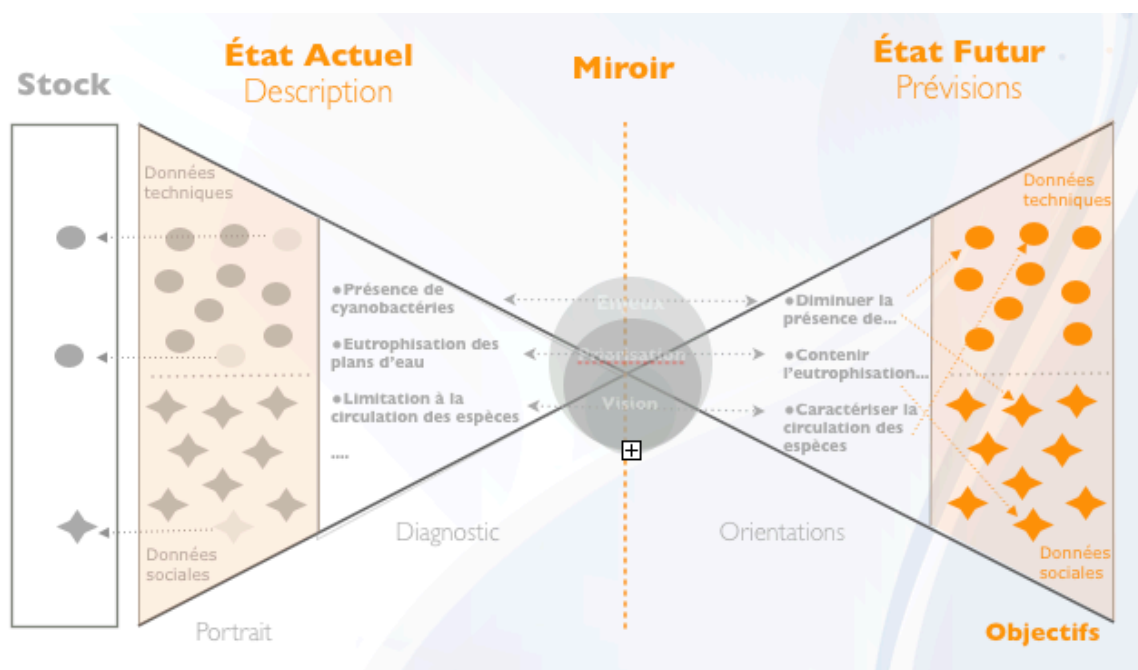 Stock
État Actuel
Description
Miroir
État Futur
Prévisions
Données
techniques
●Présence de
cyanobactéries
●Eutrophisation des
plans d'eau
●Limitation à la
circulation des espèces
....
Données
sociales
Enjeux
Priorisation
Vision
●Diminuer la
présence de...
●Contenir
l'eutrophisation...
●Caractériser la
circulation des
espèces
Données
techniques
Données
sociales
Diagnostic
Orientations
Portrait
Objectifs